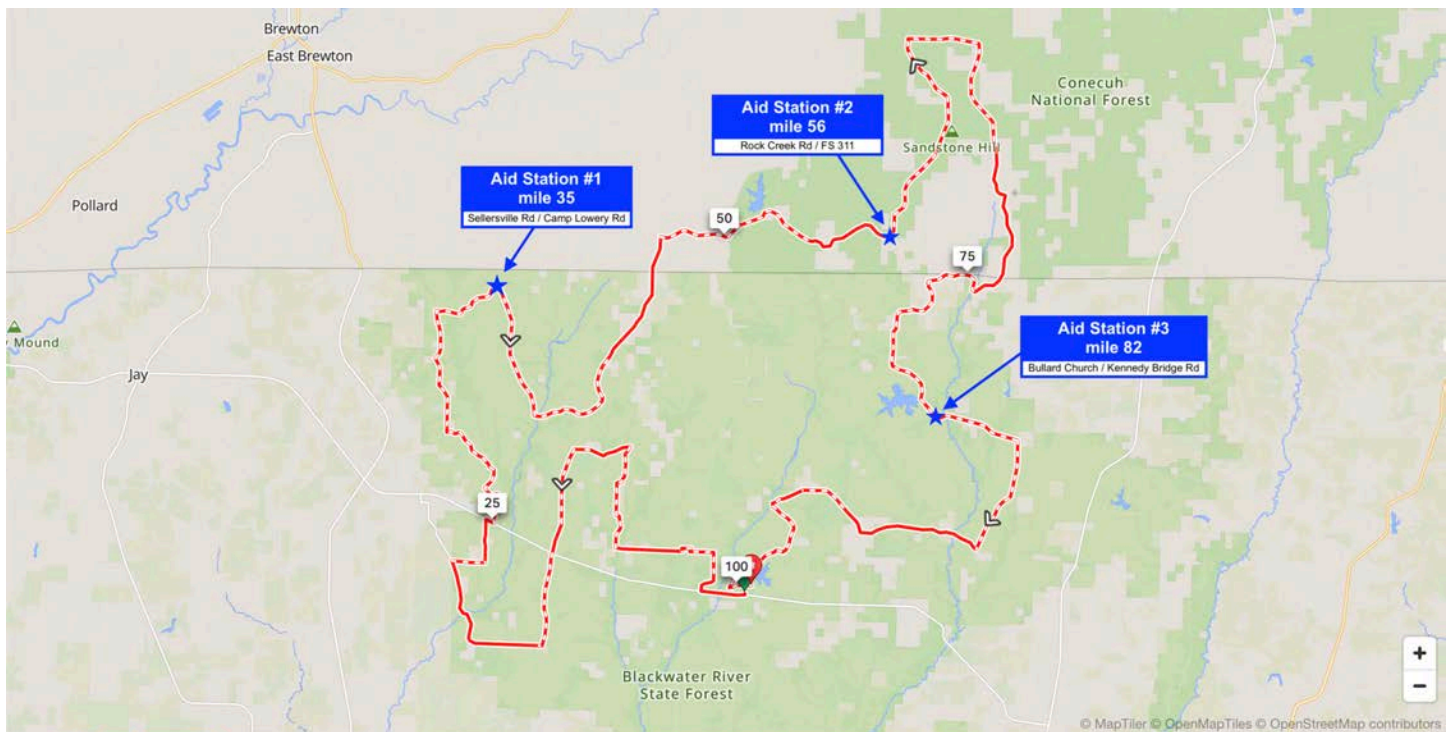 Brewton
East Brewton
Conecuh
National Forest
Aid Station #2
mile 56
Rock Creek Rd / FS 311
Sandstone Hill
Aid Station #1
mile 35
Sellersville Rd / Camp Lowery Rd
Pollard
50
75
Aid Station #3
mile 82
Bullard Church / Kennedy Bridge Rd
y Mound
Jay
25
100
Blackwater River
State Forest
+
−
© MapTiler © OpenMapTiles © OpenStreetMap contributors